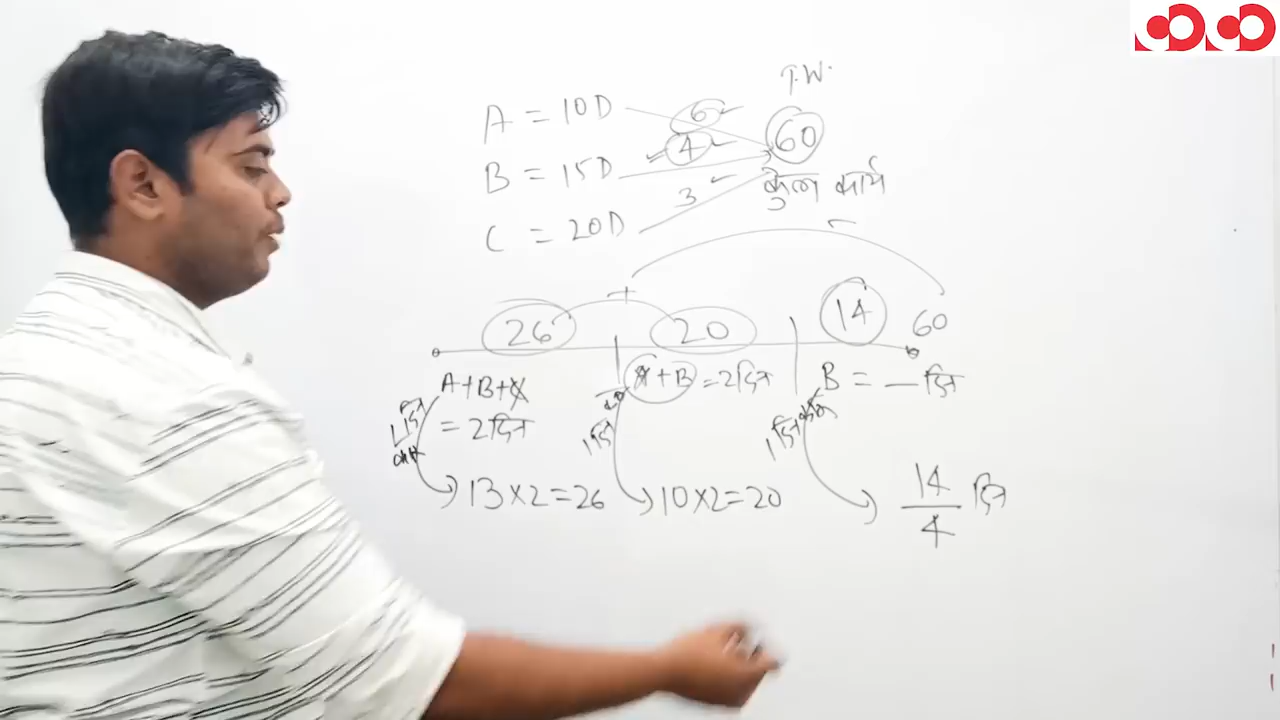 T.W.
A = 10D 6 60
B = 15D 4
कुल कार्य
C = 20D 3
+
26 20 14 60
A+B+C A+B = 2दिन B = — दिन
= 2दिन
1दिन 1दिन 1दिन
13×2=26 10×2=20 14/4 दिन